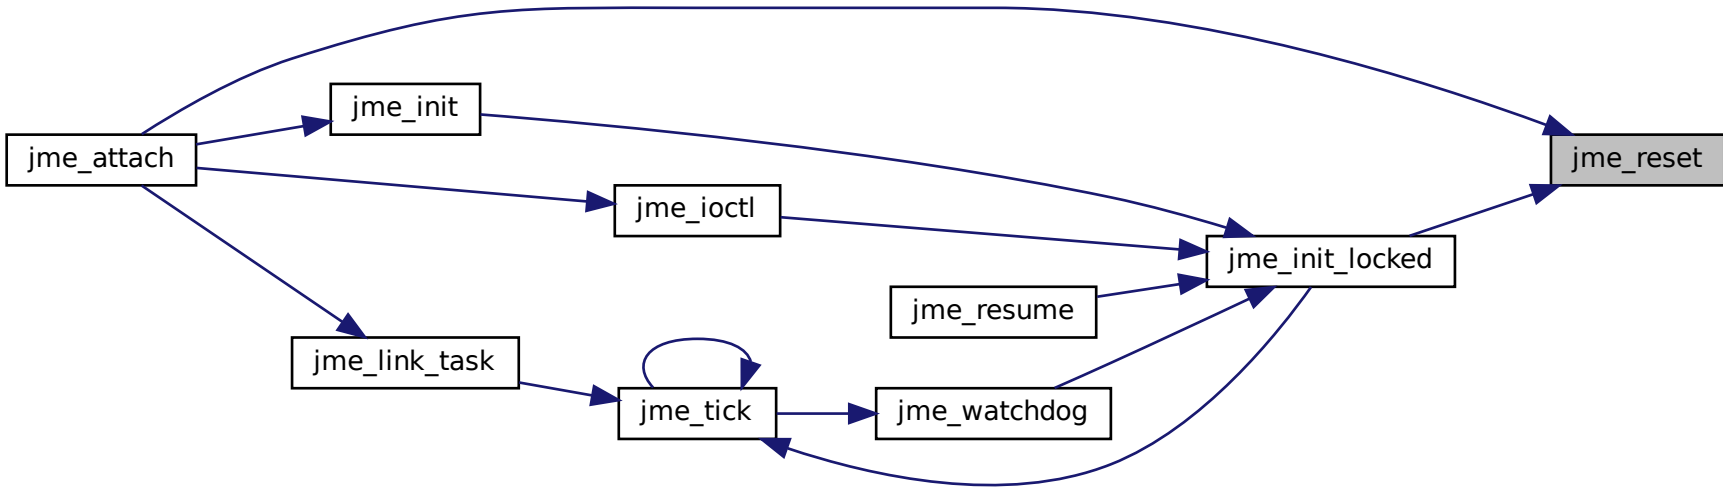 jme_init
jme_attach
jme_reset
jme_ioctl
jme_init_locked
jme_resume
jme_link_task
jme_tick
jme_watchdog